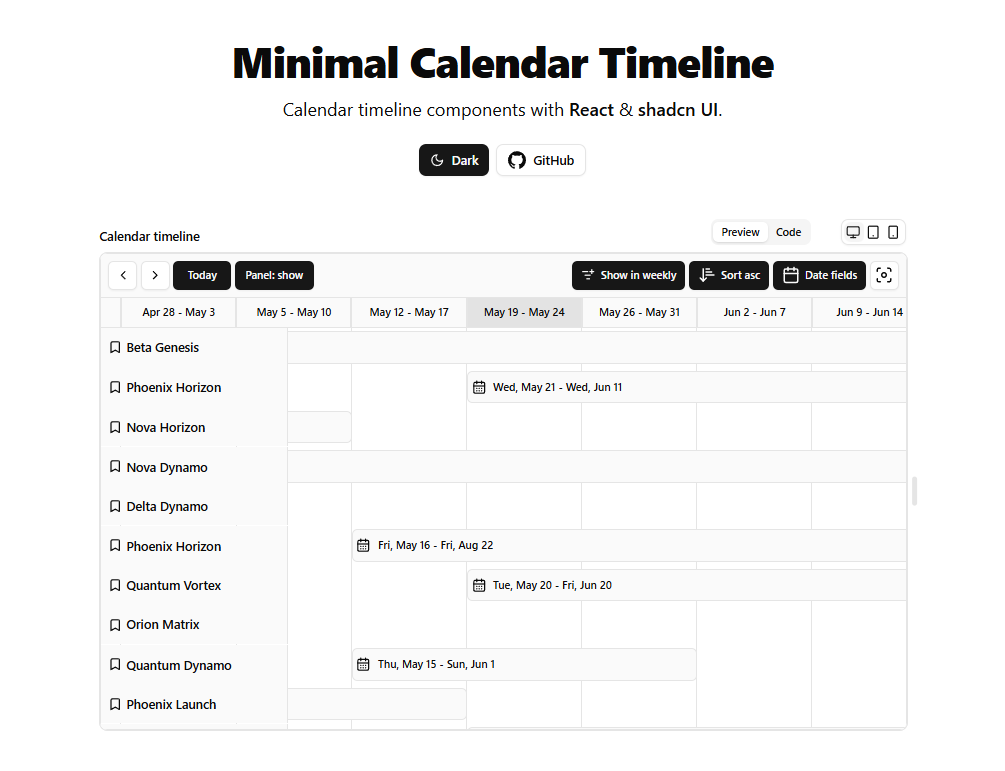 Minimal Calendar Timeline
Calendar timeline components with React & shadcn UI.
Dark GitHub
Calendar timeline Preview Code
Today Panel: show Show in weekly Sort asc Date fields
Apr 28 - May 3 May 5 - May 10 May 12 - May 17 May 19 - May 24 May 26 - May 31 Jun 2 - Jun 7 Jun 9 - Jun 14
Beta Genesis
Phoenix Horizon Wed, May 21 - Wed, Jun 11
Nova Horizon
Nova Dynamo
Delta Dynamo
Phoenix Horizon Fri, May 16 - Fri, Aug 22
Quantum Vortex Tue, May 20 - Fri, Jun 20
Orion Matrix
Quantum Dynamo Thu, May 15 - Sun, Jun 1
Phoenix Launch